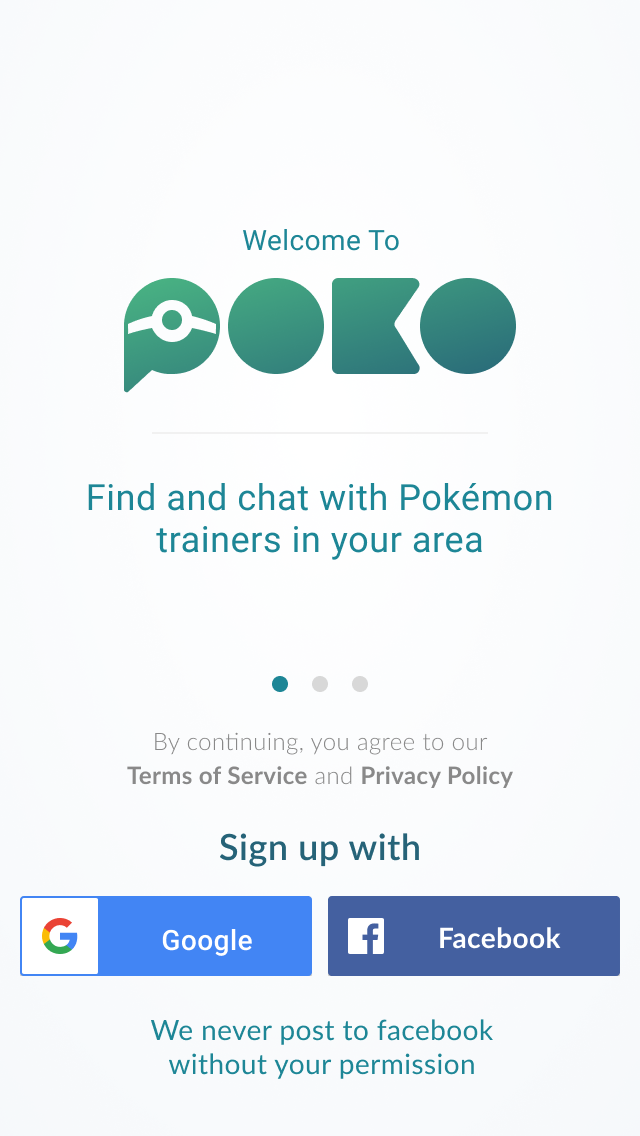 Welcome To
POKO
Find and chat with Pokémon
trainers in your area
By continuing, you agree to our
Terms of Service and Privacy Policy
Sign up with
Google
Facebook
We never post to facebook
without your permission